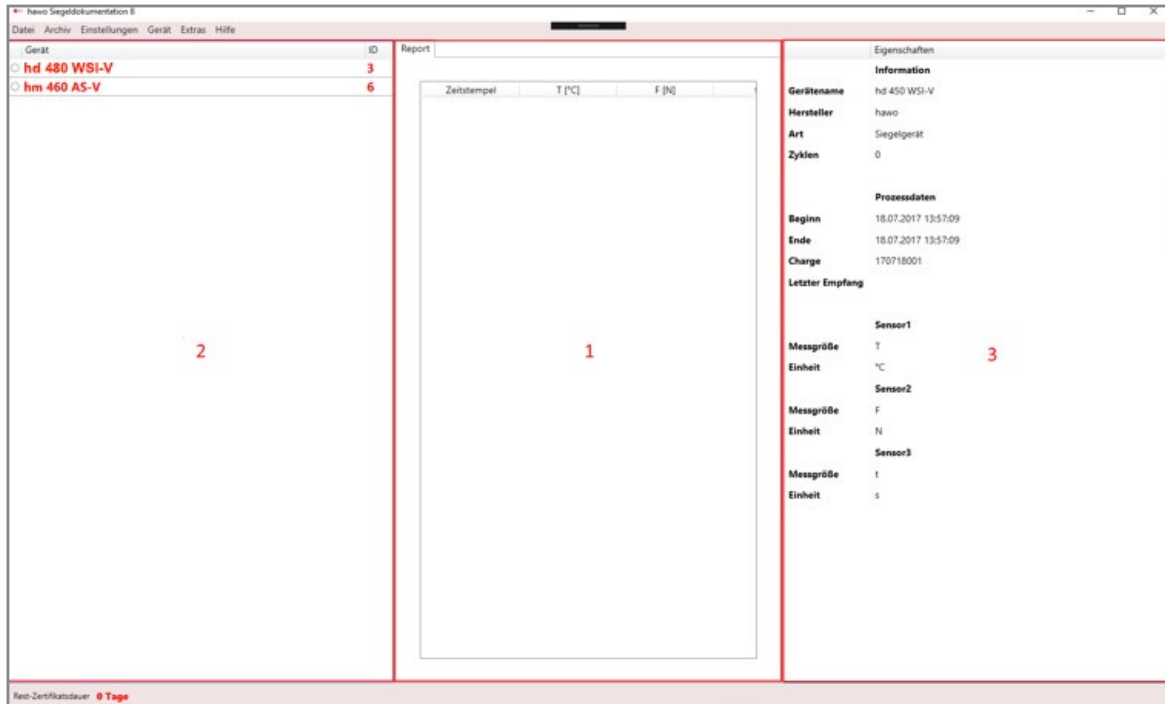 hawo Siegeldokumentation 6
Datei Archiv Einstellungen Gerät Extras Hilfe
Gerät ID
hd 480 WSI-V 3
hm 460 AS-V 6
2
Report
Zeitstempel T [°C] F [N]
1
Eigenschaften
Information
Gerätename hd 450 WSI-V
Hersteller hawo
Art Siegelgerät
Zyklen 0
Prozessdaten
Beginn 18.07.2017 13:57:09
Ende 18.07.2017 13:57:09
Charge 170718001
Letzter Empfang
Sensor1
Messgröße T
Einheit °C
Sensor2
Messgröße F
Einheit N
Sensor3
Messgröße t
Einheit s
3
Rest-Zertifikatsdauer 0 Tage